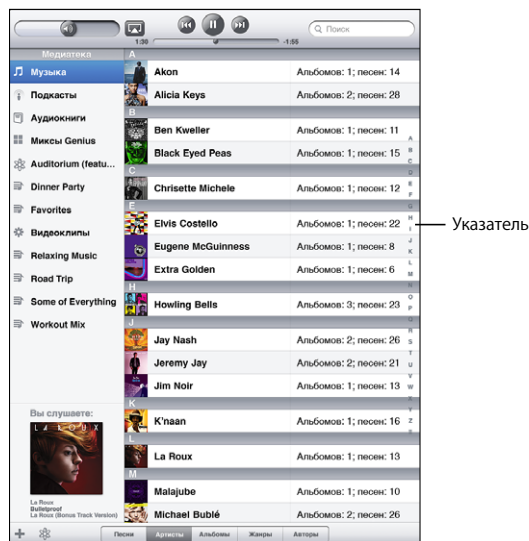 Поиск
1:30
-1:55
Медиатека
Музыка
Подкасты
Аудиокниги
Миксы Genius
Auditorium (featu...
Dinner Party
Favorites
Видеоклипы
Relaxing Music
Road Trip
Some of Everything
Workout Mix
A
Akon Альбомов: 1; песен: 14
Alicia Keys Альбомов: 2; песен: 28
B
Ben Kweller Альбомов: 1; песен: 11
Black Eyed Peas Альбомов: 1; песен: 15
C
Chrisette Michele Альбомов: 1; песен: 12
E
Elvis Costello Альбомов: 1; песен: 22
Eugene McGuinness Альбомов: 1; песен: 8
Extra Golden Альбомов: 1; песен: 6
H
Howling Bells Альбомов: 3; песен: 23
J
Jay Nash Альбомов: 2; песен: 26
Jeremy Jay Альбомов: 2; песен: 21
Jim Noir Альбомов: 1; песен: 13
K
K'naan Альбомов: 1; песен: 16
L
La Roux Альбомов: 1; песен: 13
M
Malajube Альбомов: 1; песен: 10
Michael Bublé Альбомов: 2; песен: 26
A
B
C
D
E
F
G
H
I
J
K
L
M
N
O
P
Q
R
S
T
U
V
W
X
Y
Z
Указатель
Вы слушаете:
LA ROUX
La Roux
Bulletproof
La Roux (Bonus Track Version)
Песни
Артисты
Альбомы
Жанры
Авторы